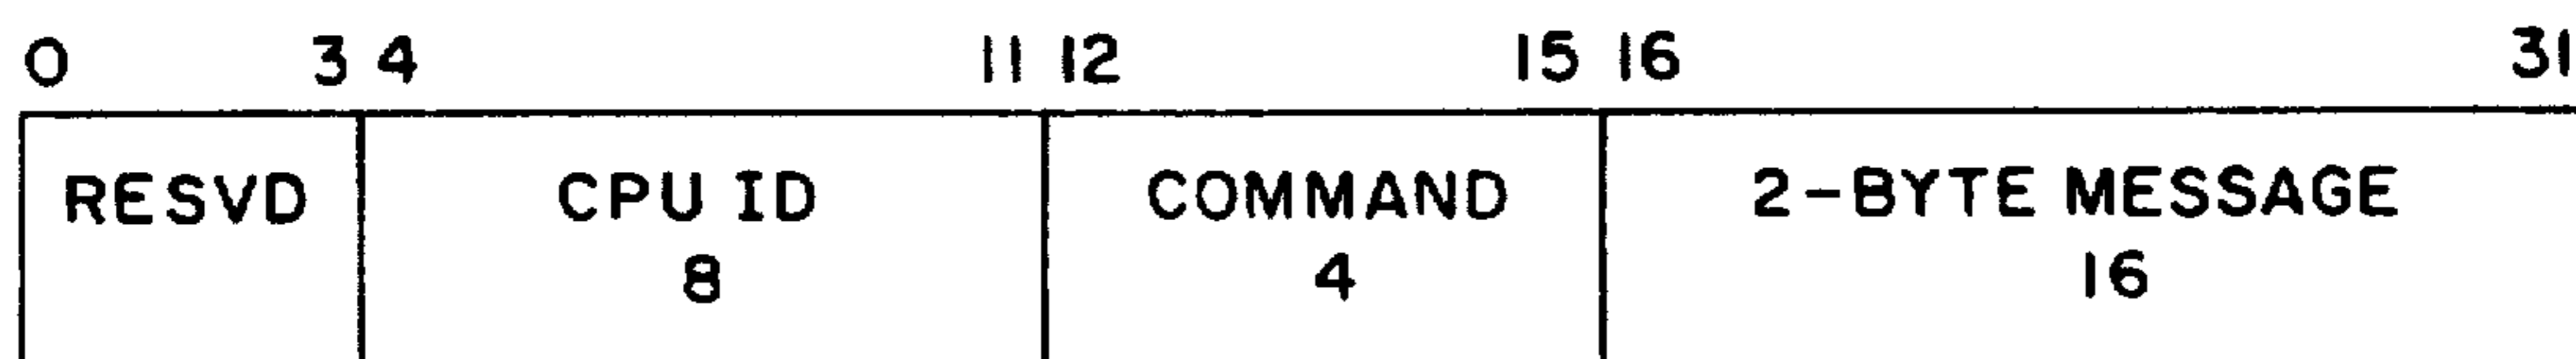 0 3 4 11 12 15 16 31
RESVD CPU ID COMMAND 2-BYTE MESSAGE
8 4 16